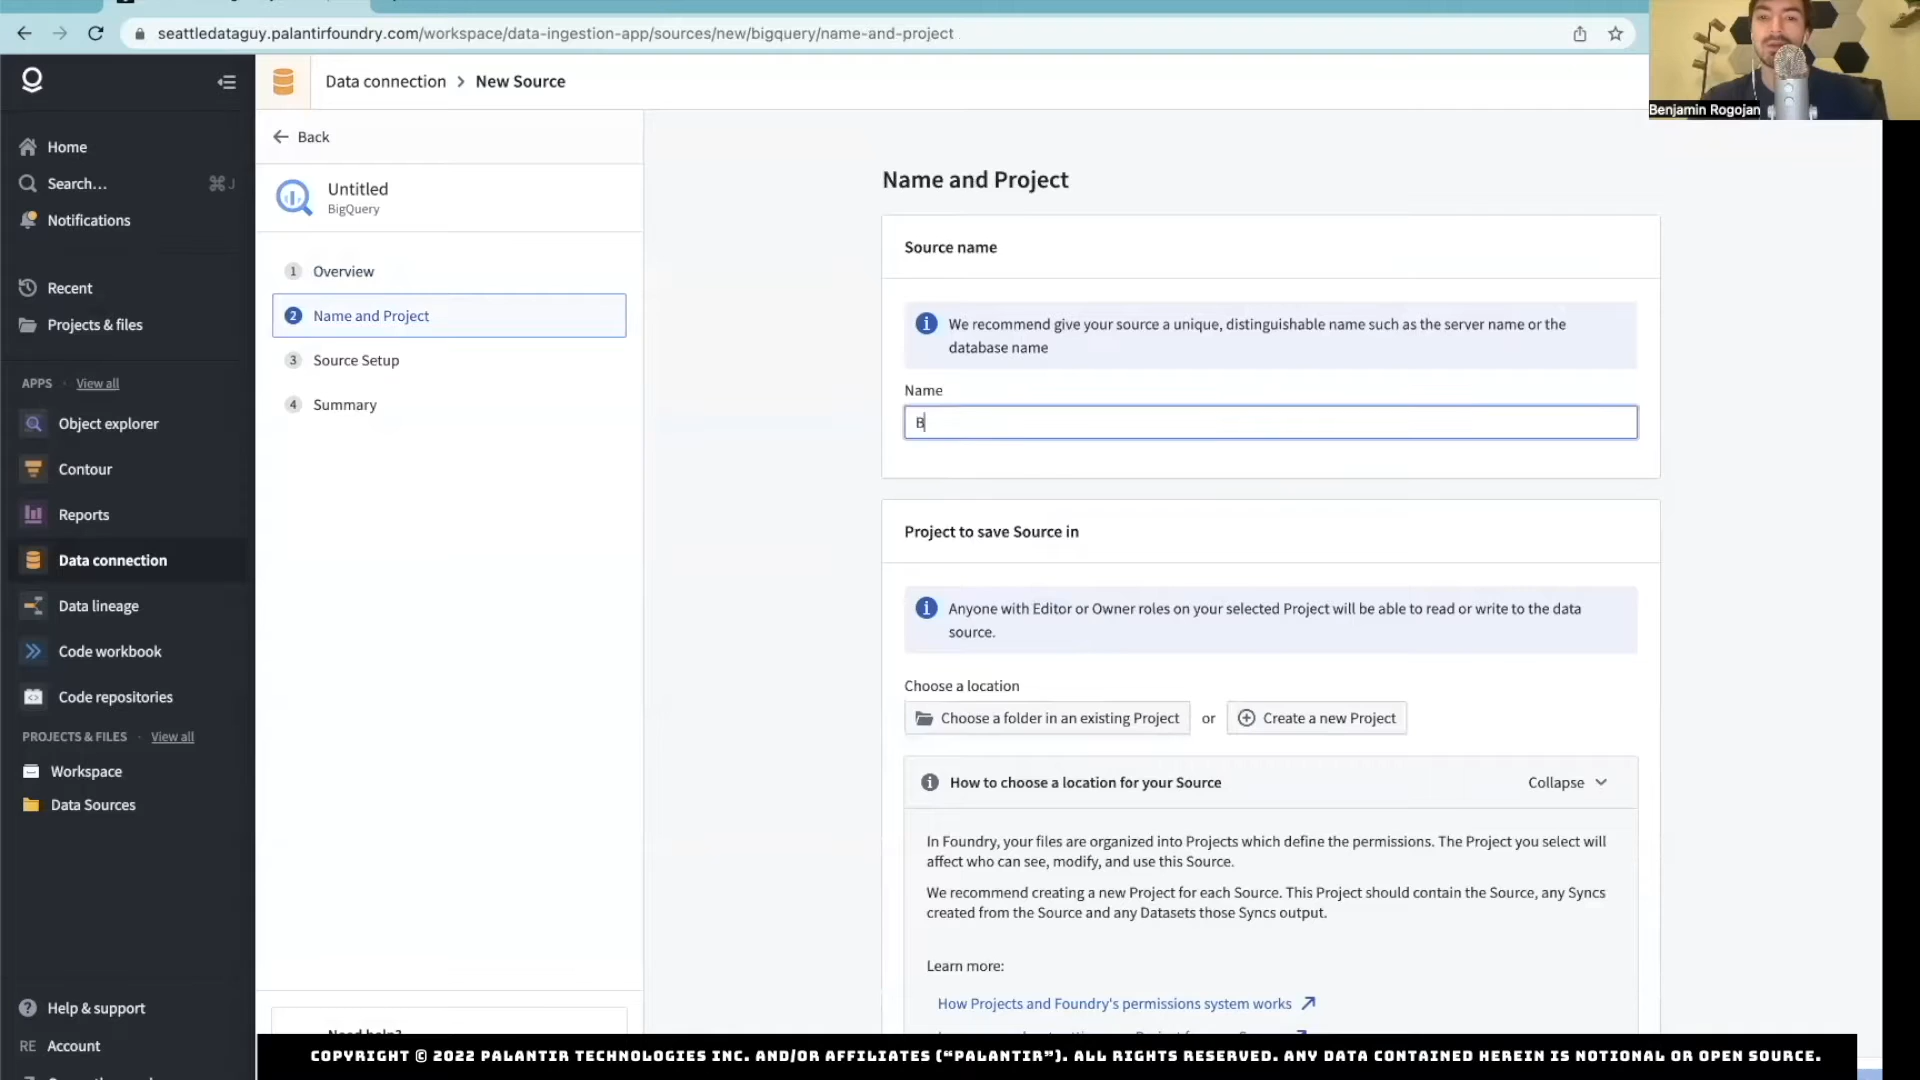 seattledataguy.palantirfoundry.com/workspace/data-ingestion-app/sources/new/bigquery/name-and-project
Benjamin Rogojan
Data connection > New Source
Home
Search… ⌘J
Notifications
Recent
Projects & files
APPS · View all
Object explorer
Contour
Reports
Data connection
Data lineage
Code workbook
Code repositories
PROJECTS & FILES · View all
Workspace
Data Sources
Help & support
RE Account
Back
Untitled
BigQuery
1 Overview
2 Name and Project
3 Source Setup
4 Summary
Name and Project
Source name
We recommend give your source a unique, distinguishable name such as the server name or the
database name
Name
B
Project to save Source in
Anyone with Editor or Owner roles on your selected Project will be able to read or write to the data
source.
Choose a location
Choose a folder in an existing Project or Create a new Project
How to choose a location for your Source Collapse
In Foundry, your files are organized into Projects which define the permissions. The Project you select will
affect who can see, modify, and use this Source.
We recommend creating a new Project for each Source. This Project should contain the Source, any Syncs
created from the Source and any Datasets those Syncs output.
Learn more:
How Projects and Foundry's permissions system works
Need help?
COPYRIGHT © 2022 PALANTIR TECHNOLOGIES INC. AND/OR AFFILIATES (“PALANTIR”). ALL RIGHTS RESERVED. ANY DATA CONTAINED HEREIN IS NOTIONAL OR OPEN SOURCE.